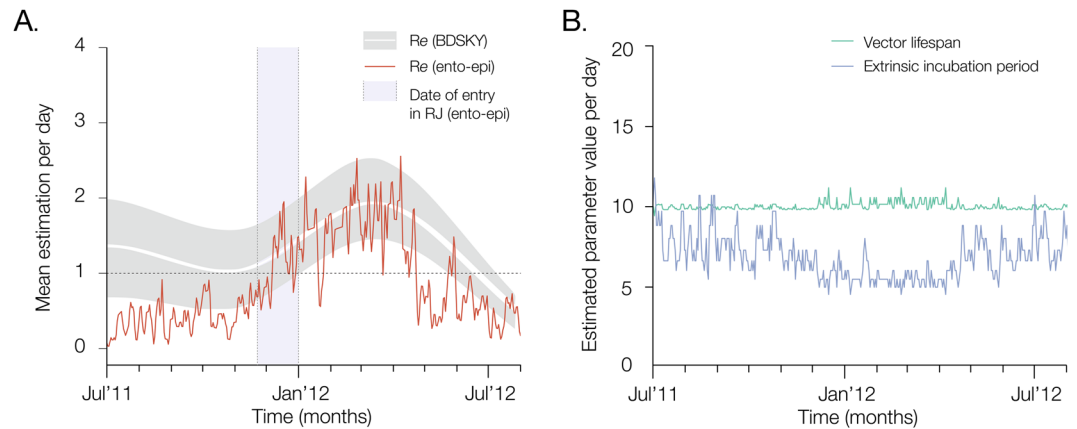 A.
Mean estimation per day
4
3
2
1
0
Re (BDSKY)
Re (ento-epi)
Date of entry
in RJ (ento-epi)
Jul'11
Jan'12
Jul'12
Time (months)
B.
Estimated parameter value per day
20
15
10
5
0
Vector lifespan
Extrinsic incubation period
Jul'11
Jan'12
Jul'12
Time (months)